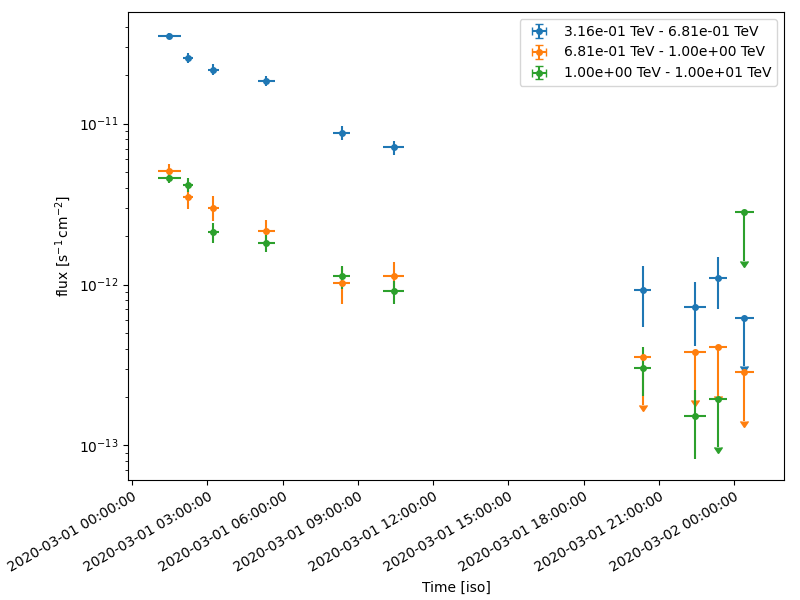 3.16e-01 TeV - 6.81e-01 TeV
6.81e-01 TeV - 1.00e+00 TeV
1.00e+00 TeV - 1.00e+01 TeV
flux [s⁻¹cm⁻²]
10⁻¹¹
10⁻¹²
10⁻¹³
2020-03-01 00:00:00
2020-03-01 03:00:00
2020-03-01 06:00:00
2020-03-01 09:00:00
2020-03-01 12:00:00
2020-03-01 15:00:00
2020-03-01 18:00:00
2020-03-01 21:00:00
2020-03-02 00:00:00
Time [iso]